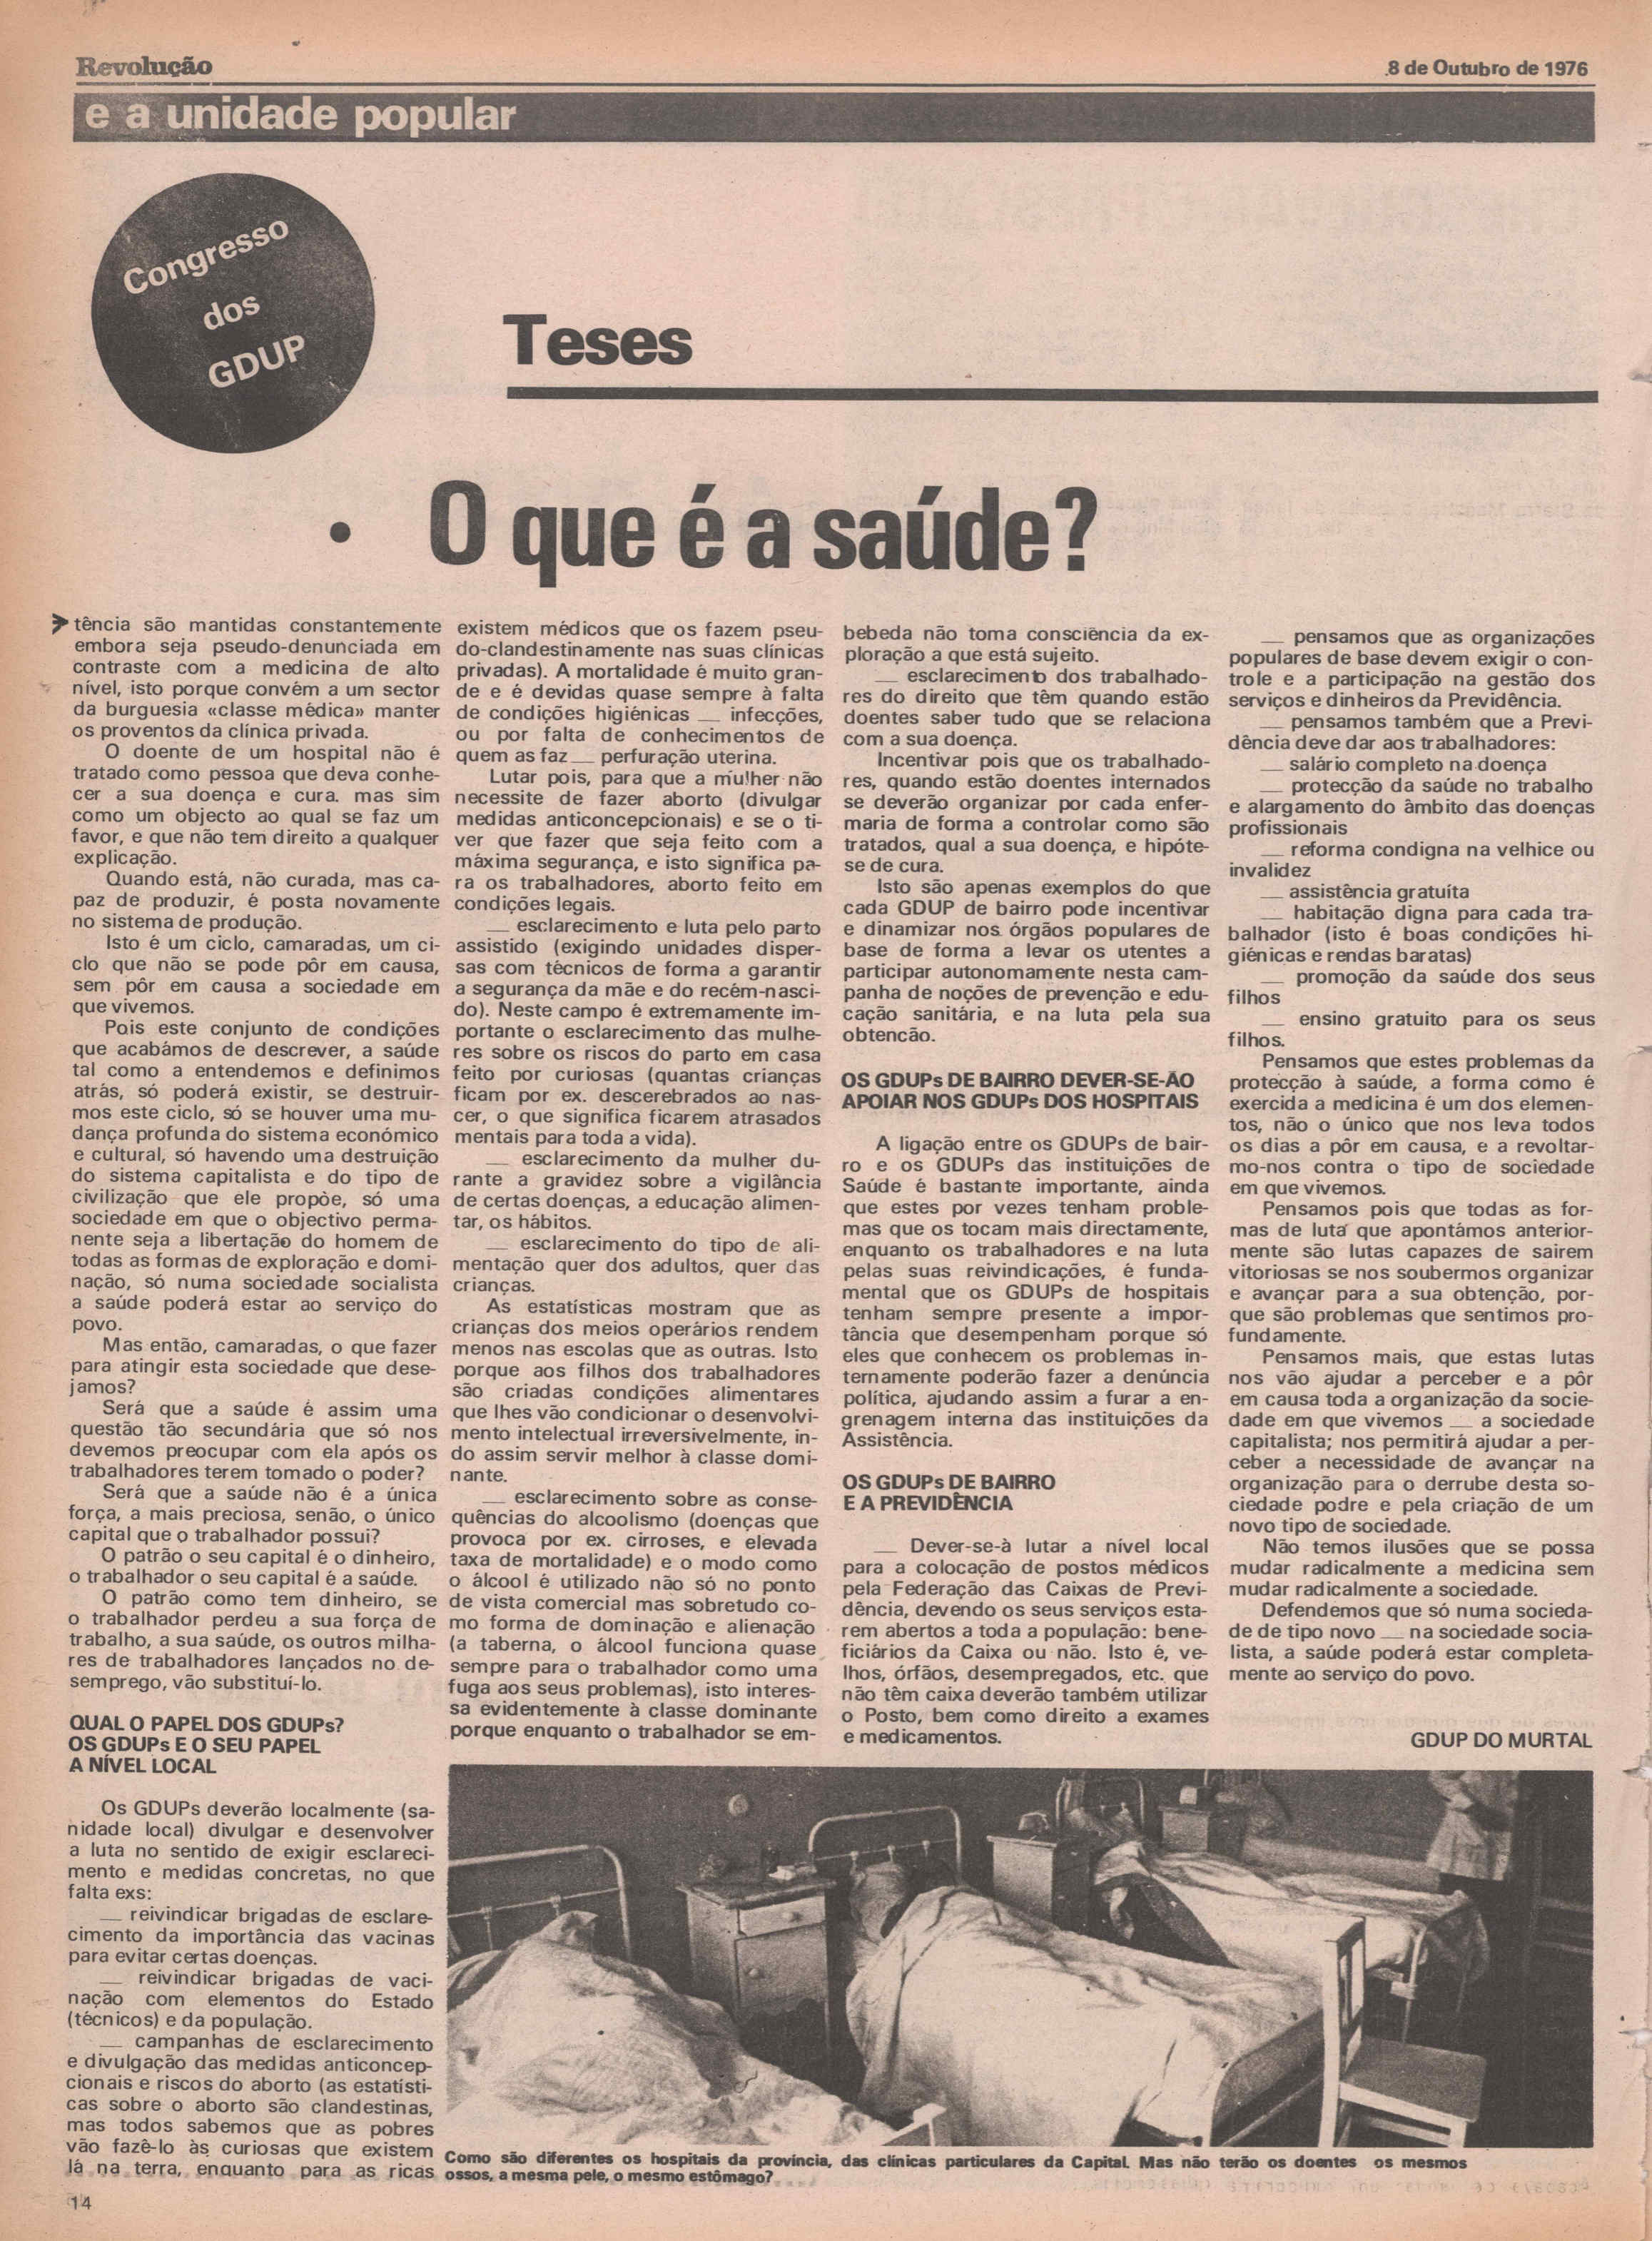 Revolução
8 de Outubro de 1976
e a unidade popular
Congresso
dos
GDUP
Teses
• O que é a saúde?
tência são mantidas constantemente
embora seja pseudo-denunciada em
contraste com a medicina de alto
nível, isto porque convém a um sector
da burguesia «classe médica» manter
os proventos da clínica privada.
O doente de um hospital não é
tratado como pessoa que deva conhe-
cer a sua doença e cura. mas sim
como um objecto ao qual se faz um
favor, e que não tem direito a qualquer
explicação.
Quando está, não curada, mas ca-
paz de produzir, é posta novamente
no sistema de produção.
Isto é um ciclo, camaradas, um ci-
clo que não se pode pôr em causa,
sem pôr em causa a sociedade em
que vivemos.
Pois este conjunto de condições
que acabámos de descrever, a saúde
tal como a entendemos e definimos
atrás, só poderá existir, se destruir-
mos este ciclo, só se houver uma mu-
dança profunda do sistema económico
e cultural, só havendo uma destruição
do sistema capitalista e do tipo de
civilização que ele propõe, só uma
sociedade em que o objectivo perma-
nente seja a libertação do homem de
todas as formas de exploração e domi-
nação, só numa sociedade socialista
a saúde poderá estar ao serviço do
povo.
Mas então, camaradas, o que fazer
para atingir esta sociedade que dese-
jamos?
Será que a saúde é assim uma
questão tão secundária que só nos
devemos preocupar com ela após os
trabalhadores terem tomado o poder?
Será que a saúde não é a única
força, a mais preciosa, senão, o único
capital que o trabalhador possui?
O patrão o seu capital é o dinheiro,
o trabalhador o seu capital é a saúde.
O patrão como tem dinheiro, se
o trabalhador perdeu a sua força de
trabalho, a sua saúde, os outros milha-
res de trabalhadores lançados no de-
semprego, vão substituí-lo.
QUAL O PAPEL DOS GDUPs?
OS GDUPs E O SEU PAPEL
A NÍVEL LOCAL
Os GDUPs deverão localmente (sa-
nidade local) divulgar e desenvolver
a luta no sentido de exigir esclareci-
mento e medidas concretas, no que
falta exs:
— reivindicar brigadas de esclare-
cimento da importância das vacinas
para evitar certas doenças.
— reivindicar brigadas de vaci-
nação com elementos do Estado
(técnicos) e da população.
— campanhas de esclarecimento
e divulgação das medidas anticoncep-
cionais e riscos do aborto (as estatísti-
cas sobre o aborto são clandestinas,
mas todos sabemos que as pobres
vão fazê-lo às curiosas que existem
lá na terra, enquanto para as ricas
existem médicos que os fazem pseu-
do-clandestinamente nas suas clínicas
privadas). A mortalidade é muito gran-
de e é devidas quase sempre à falta
de condições higiénicas — infecções,
ou por falta de conhecimentos de
quem as faz — perfuração uterina.
Lutar pois, para que a mulher não
necessite de fazer aborto (divulgar
medidas anticoncepcionais) e se o ti-
ver que fazer que seja feito com a
máxima segurança, e isto significa pa-
ra os trabalhadores, aborto feito em
condições legais.
— esclarecimento e luta pelo parto
assistido (exigindo unidades disper-
sas com técnicos de forma a garantir
a segurança da mãe e do recém-nasci-
do). Neste campo é extremamente im-
portante o esclarecimento das mulhe-
res sobre os riscos do parto em casa
feito por curiosas (quantas crianças
ficam por ex. descerebrados ao nas-
cer, o que significa ficarem atrasados
mentais para toda a vida).
— esclarecimento da mulher du-
rante a gravidez sobre a vigilância
de certas doenças, a educação alimen-
tar, os hábitos.
— esclarecimento do tipo de ali-
mentação quer dos adultos, quer das
crianças.
As estatísticas mostram que as
crianças dos meios operários rendem
menos nas escolas que as outras. Isto
porque aos filhos dos trabalhadores
são criadas condições alimentares
que lhes vão condicionar o desenvolvi-
mento intelectual irreversivelmente, in-
do assim servir melhor à classe domi-
nante.
— esclarecimento sobre as conse-
quências do alcoolismo (doenças que
provoca por ex. cirroses, e elevada
taxa de mortalidade) e o modo como
o álcool é utilizado não só no ponto
de vista comercial mas sobretudo co-
mo forma de dominação e alienação
(a taberna, o álcool funciona quase
sempre para o trabalhador como uma
fuga aos seus problemas), isto interes-
sa evidentemente à classe dominante
porque enquanto o trabalhador se em-
bebeda não toma consciência da ex-
ploração a que está sujeito.
— esclarecimento dos trabalhado-
res do direito que têm quando estão
doentes saber tudo que se relaciona
com a sua doença.
Incentivar pois que os trabalhado-
res, quando estão doentes internados
se deverão organizar por cada enfer-
maria de forma a controlar como são
tratados, qual a sua doença, e hipóte-
se de cura.
Isto são apenas exemplos do que
cada GDUP de bairro pode incentivar
e dinamizar nos órgãos populares de
base de forma a levar os utentes a
participar autonomamente nesta cam-
panha de noções de prevenção e edu-
cação sanitária, e na luta pela sua
obtencão.
OS GDUPs DE BAIRRO DEVER-SE-ÃO
APOIAR NOS GDUPs DOS HOSPITAIS
A ligação entre os GDUPs de bair-
ro e os GDUPs das instituições de
Saúde é bastante importante, ainda
que estes por vezes tenham proble-
mas que os tocam mais directamente,
enquanto os trabalhadores e na luta
pelas suas reivindicações, é funda-
mental que os GDUPs de hospitais
tenham sempre presente a impor-
tância que desempenham porque só
eles que conhecem os problemas in-
ternamente poderão fazer a denúncia
política, ajudando assim a furar a en-
grenagem interna das instituições da
Assistência.
OS GDUPs DE BAIRRO
E A PREVIDÊNCIA
— Dever-se-à lutar a nível local
para a colocação de postos médicos
pela Federação das Caixas de Previ-
dência, devendo os seus serviços esta-
rem abertos a toda a população: bene-
ficiários da Caixa ou não. Isto é, ve-
lhos, órfãos, desempregados, etc. que
não têm caixa deverão também utilizar
o Posto, bem como direito a exames
e medicamentos.
— pensamos que as organizações
populares de base devem exigir o con-
trole e a participação na gestão dos
serviços e dinheiros da Previdência.
— pensamos também que a Previ-
dência deve dar aos trabalhadores:
— salário completo na doença
— protecção da saúde no trabalho
e alargamento do âmbito das doenças
profissionais
— reforma condigna na velhice ou
invalidez
— assistência gratuíta
— habitação digna para cada tra-
balhador (isto é boas condições hi-
giénicas e rendas baratas)
— promoção da saúde dos seus
filhos
— ensino gratuito para os seus
filhos.
Pensamos que estes problemas da
protecção à saúde, a forma como é
exercida a medicina é um dos elemen-
tos, não o único que nos leva todos
os dias a pôr em causa, e a revoltar-
mo-nos contra o tipo de sociedade
em que vivemos.
Pensamos pois que todas as for-
mas de luta que apontámos anterior-
mente são lutas capazes de sairem
vitoriosas se nos soubermos organizar
e avançar para a sua obtenção, por-
que são problemas que sentimos pro-
fundamente.
Pensamos mais, que estas lutas
nos vão ajudar a perceber e a pôr
em causa toda a organização da socie-
dade em que vivemos — a sociedade
capitalista; nos permitirá ajudar a per-
ceber a necessidade de avançar na
organização para o derrube desta so-
ciedade podre e pela criação de um
novo tipo de sociedade.
Não temos ilusões que se possa
mudar radicalmente a medicina sem
mudar radicalmente a sociedade.
Defendemos que só numa socieda-
de de tipo novo — na sociedade socia-
lista, a saúde poderá estar completa-
mente ao serviço do povo.
GDUP DO MURTAL
Como são diferentes os hospitais da província, das clínicas particulares da Capital. Mas não terão os doentes os mesmos
ossos, a mesma pele, o mesmo estômago?
14